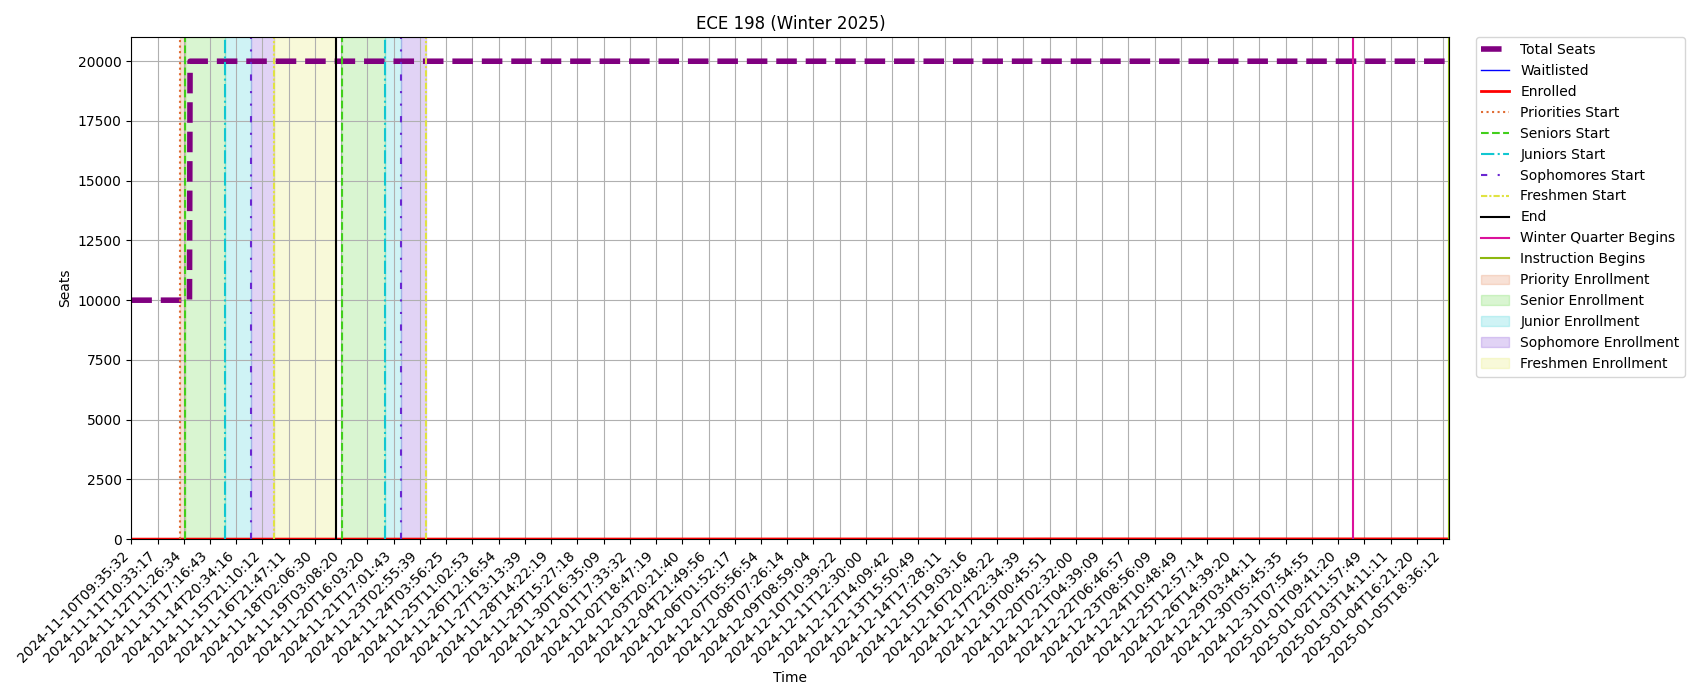 ECE 198 (Winter 2025)
Seats
20000
17500
15000
12500
10000
7500
5000
2500
0
2024-11-10T09:35:32
2024-11-11T10:33:17
2024-11-12T11:26:34
2024-11-13T17:16:43
2024-11-14T20:34:16
2024-11-15T21:10:12
2024-11-16T21:47:11
2024-11-18T02:06:30
2024-11-19T03:08:20
2024-11-20T16:03:20
2024-11-21T17:01:43
2024-11-23T02:55:39
2024-11-24T03:56:25
2024-11-25T11:02:53
2024-11-26T12:16:54
2024-11-27T13:13:39
2024-11-28T14:22:19
2024-11-29T15:27:18
2024-11-30T16:35:09
2024-12-01T17:33:32
2024-12-02T18:47:19
2024-12-03T20:21:40
2024-12-04T21:49:56
2024-12-06T01:52:17
2024-12-07T05:56:54
2024-12-08T07:26:14
2024-12-09T08:59:04
2024-12-10T10:39:22
2024-12-11T12:30:00
2024-12-12T14:09:42
2024-12-13T15:50:49
2024-12-14T17:28:11
2024-12-15T19:03:16
2024-12-16T20:48:22
2024-12-17T22:34:39
2024-12-19T00:45:51
2024-12-20T02:32:00
2024-12-21T04:39:09
2024-12-22T06:46:57
2024-12-23T08:56:09
2024-12-24T10:48:49
2024-12-25T12:57:14
2024-12-26T14:39:20
2024-12-29T03:44:11
2024-12-30T05:45:35
2024-12-31T07:54:55
2025-01-01T09:41:20
2025-01-02T11:57:49
2025-01-03T14:11:11
2025-01-04T16:21:20
2025-01-05T18:36:12
Time
Total Seats
Waitlisted
Enrolled
Priorities Start
Seniors Start
Juniors Start
Sophomores Start
Freshmen Start
End
Winter Quarter Begins
Instruction Begins
Priority Enrollment
Senior Enrollment
Junior Enrollment
Sophomore Enrollment
Freshmen Enrollment